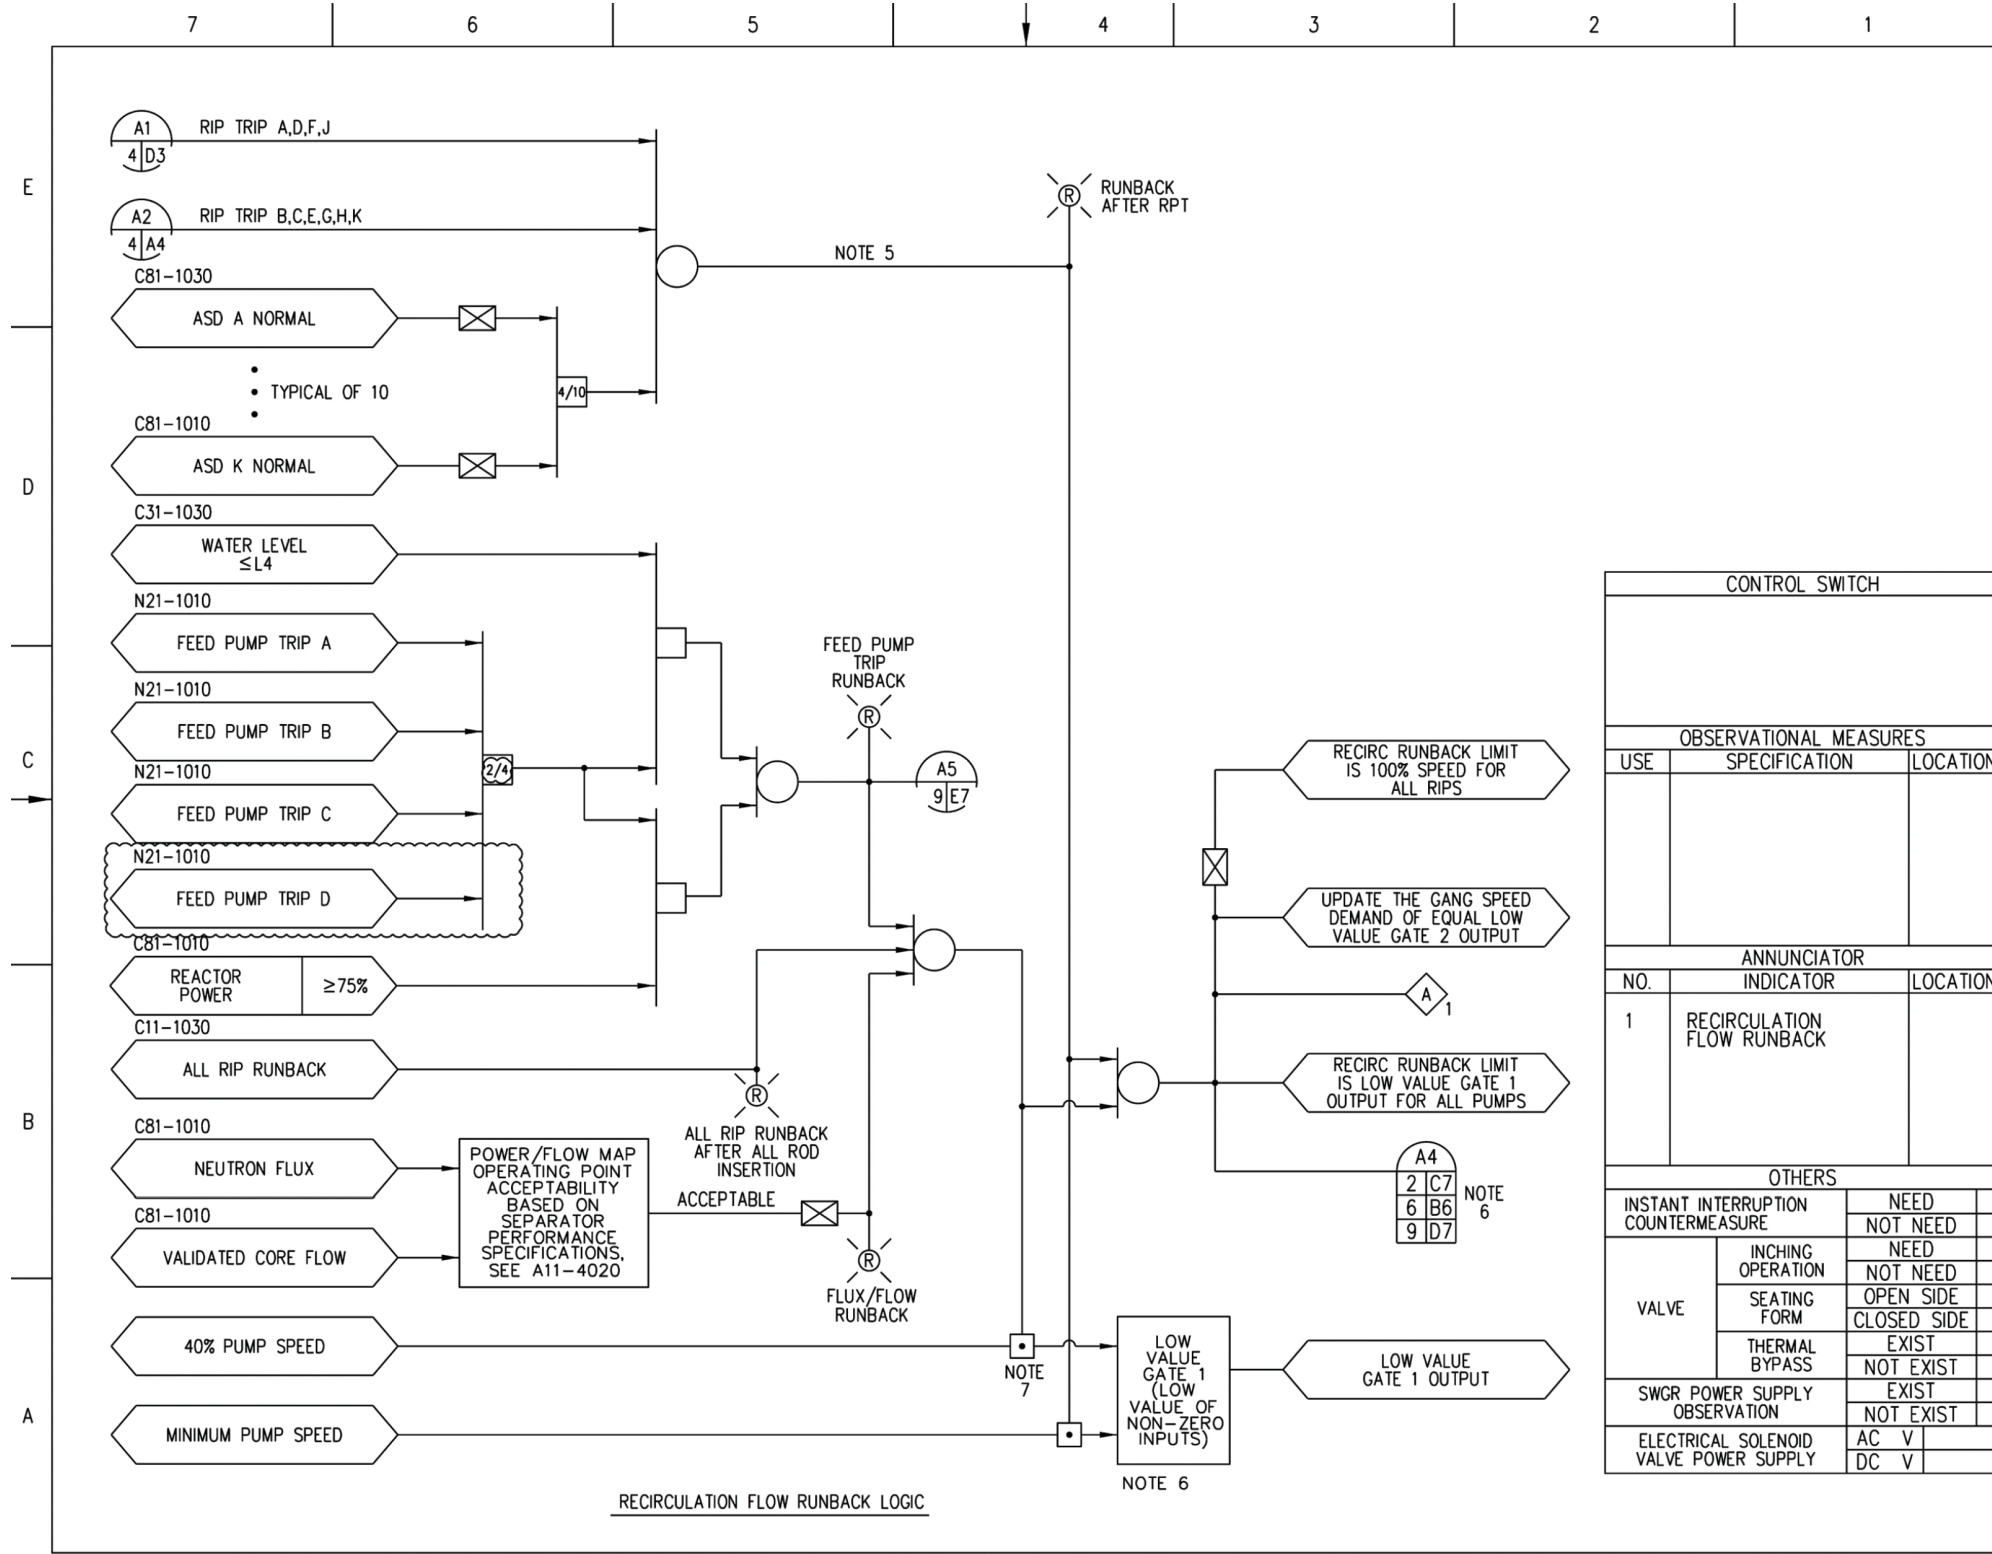 7 6 5 4 3 2 1
E
D
C
B
A
A1
4 D3
RIP TRIP A,D,F,J
A2
4 A4
RIP TRIP B,C,E,G,H,K
C81-1030
ASD A NORMAL
TYPICAL OF 10
C81-1010
ASD K NORMAL
4/10
NOTE 5
R
RUNBACK
AFTER RPT
C31-1030
WATER LEVEL
≤L4
N21-1010
FEED PUMP TRIP A
N21-1010
FEED PUMP TRIP B
N21-1010
FEED PUMP TRIP C
N21-1010
FEED PUMP TRIP D
2/4
FEED PUMP
TRIP
RUNBACK
R
A5
9 E7
C81-1010
REACTOR
POWER
≥75%
C11-1030
ALL RIP RUNBACK
R
ALL RIP RUNBACK
AFTER ALL ROD
INSERTION
C81-1010
NEUTRON FLUX
C81-1010
VALIDATED CORE FLOW
POWER/FLOW MAP
OPERATING POINT
ACCEPTABILITY
BASED ON
SEPARATOR
PERFORMANCE
SPECIFICATIONS,
SEE A11-4020
ACCEPTABLE
R
FLUX/FLOW
RUNBACK
40% PUMP SPEED
MINIMUM PUMP SPEED
NOTE
7
LOW
VALUE
GATE 1
(LOW
VALUE OF
NON-ZERO
INPUTS)
NOTE 6
RECIRC RUNBACK LIMIT
IS 100% SPEED FOR
ALL RIPS
UPDATE THE GANG SPEED
DEMAND OF EQUAL LOW
VALUE GATE 2 OUTPUT
A
1
RECIRC RUNBACK LIMIT
IS LOW VALUE GATE 1
OUTPUT FOR ALL PUMPS
A4
2 C7
6 B6
9 D7
NOTE
6
LOW VALUE
GATE 1 OUTPUT
RECIRCULATION FLOW RUNBACK LOGIC
CONTROL SWITCH
OBSERVATIONAL MEASURES
USE SPECIFICATION LOCATION
ANNUNCIATOR
NO. INDICATOR LOCATION
1 RECIRCULATION
FLOW RUNBACK
OTHERS
INSTANT INTERRUPTION
COUNTERMEASURE
NEED
NOT NEED
VALVE
INCHING
OPERATION
NEED
NOT NEED
SEATING
FORM
OPEN SIDE
CLOSED SIDE
THERMAL
BYPASS
EXIST
NOT EXIST
SWGR POWER SUPPLY
OBSERVATION
EXIST
NOT EXIST
ELECTRICAL SOLENOID
VALVE POWER SUPPLY
AC V
DC V